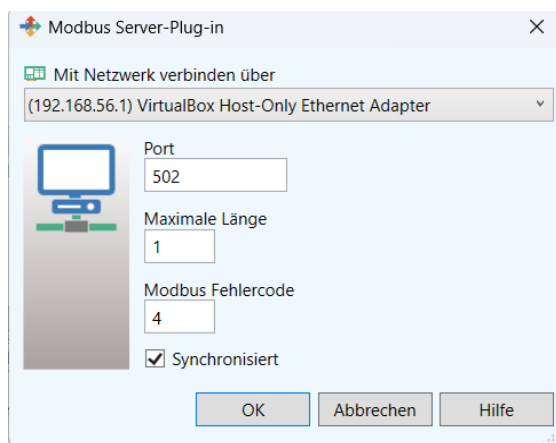 Modbus Server-Plug-in
Mit Netzwerk verbinden über
(192.168.56.1) VirtualBox Host-Only Ethernet Adapter
Port
502
Maximale Länge
1
Modbus Fehlercode
4
Synchronisiert
OK Abbrechen Hilfe